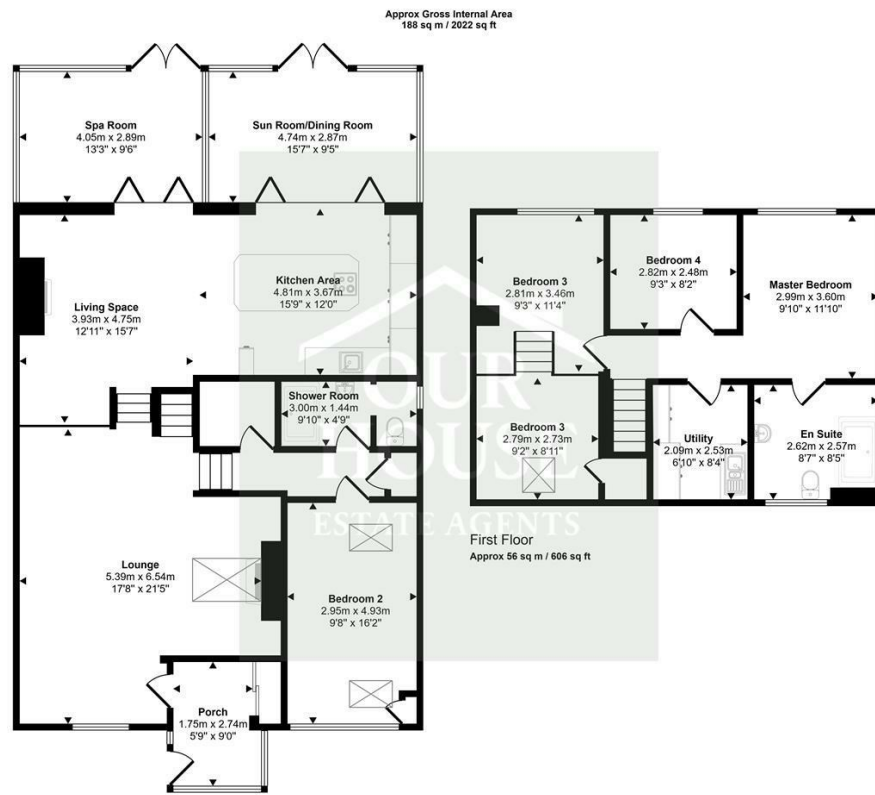 Approx Gross Internal Area
188 sq m / 2022 sq ft
Spa Room
4.05m" x 2.89m
13'3" x 9'6"
Sun Room/Dining Room
4.74m" x 2.87m
15'7" x 9'5"
Living Space
3.93m" x 4.75m
12'11" x 15'7"
Kitchen Area
4.81m" x 3.67m
15'9" x 12'0"
Shower Room
3.00m" x 1.44m
9'10" x 4'9"
Lounge
5.39m" x 6.54m
17'8" x 21'5"
Bedroom 2
2.95m" x 4.93m
9'8" x 16'2"
Porch
1.75m" x 2.74m
5'9" x 9'0"
Bedroom 3
2.81m" x 3.46m
9'3" x 11'4"
Bedroom 4
2.82m" x 2.48m
9'3" x 8'2"
Master Bedroom
2.99m" x 3.60m
9'10" x 11'10"
Bedroom 3
2.79m" x 2.73m
9'2" x 8'11"
Utility
2.09m" x 2.53m
6'10" x 8'4"
En Suite
2.62m" x 2.57m
8'7" x 8'5"
First Floor
Approx 56 sq m / 606 sq ft
OUR
HOUSE
ESTATE AGENTS